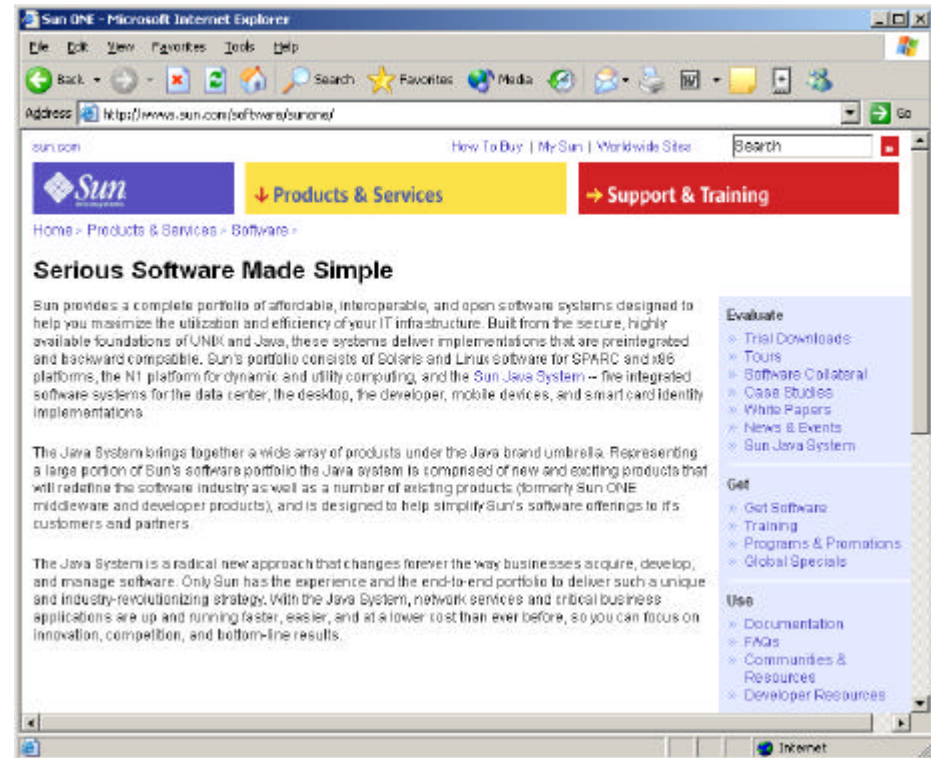 Sun ONE - Microsoft Internet Explorer
File Edit View Favorites Tools Help
Back Search Favorites Media
Address http://wwws.sun.com/software/sunone/ Go
sun.com How To Buy | My Sun | Worldwide Sites Search
Sun microsystems Products & Services Support & Training
Home > Products & Services > Software >
Serious Software Made Simple
Sun provides a complete portfolio of affordable, interoperable, and open software systems designed to
help you maximize the utilization and efficiency of your IT infrastructure. Built from the secure, highly
available foundations of UNIX and Java, these systems deliver implementations that are preintegrated
and backward compatible. Sun's portfolio consists of Solaris and Linux software for SPARC and x86
platforms, the N1 platform for dynamic and utility computing, and the Sun Java System -- five integrated
software systems for the data center, the desktop, the developer, mobile devices, and smart card identity
implementations.
The Java System brings together a wide array of products under the Java brand umbrella. Representing
a large portion of Sun's software portfolio the Java system is comprised of new and exciting products that
will redefine the software industry as well as a number of existing products (formerly Sun ONE
middleware and developer products), and is designed to help simplify Sun's software offerings to it's
customers and partners.
The Java System is a radical new approach that changes forever the way businesses acquire, develop,
and manage software. Only Sun has the experience and the end-to-end portfolio to deliver such a unique
and industry-revolutionizing strategy. With the Java System, network services and critical business
applications are up and running faster, easier, and at a lower cost than ever before, so you can focus on
innovation, competition, and bottom-line results.
Evaluate
» Trial Downloads
» Tours
» Software Collateral
» Case Studies
» White Papers
» News & Events
» Sun Java System
Get
» Get Software
» Training
» Programs & Promotions
» Global Specials
Use
» Documentation
» FAQs
» Communities &
Resources
» Developer Resources
Internet